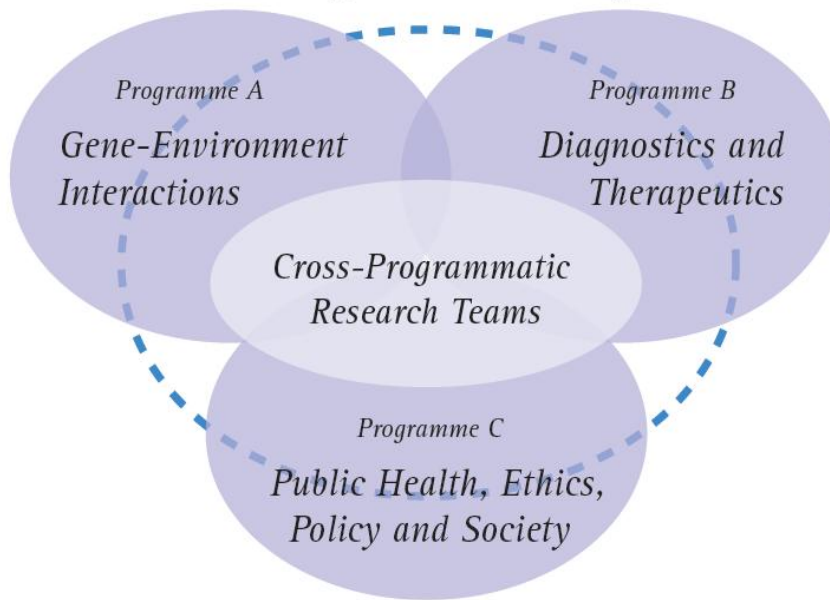 Programme A
Gene-Environment
Interactions
Programme B
Diagnostics and
Therapeutics
Cross-Programmatic
Research Teams
Programme C
Public Health, Ethics,
Policy and Society